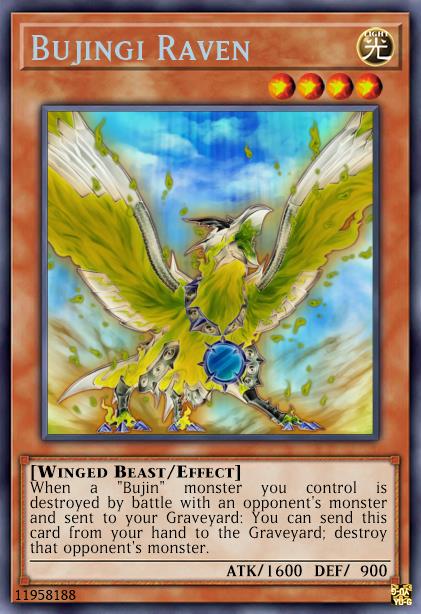 Bujingi Raven
LIGHT
光
[Winged Beast/Effect]
When a "Bujin" monster you control is
destroyed by battle with an opponent's monster
and sent to your Graveyard: You can send this
card from your hand to the Graveyard; destroy
that opponent's monster.
ATK/1600 DEF/ 900
11958188